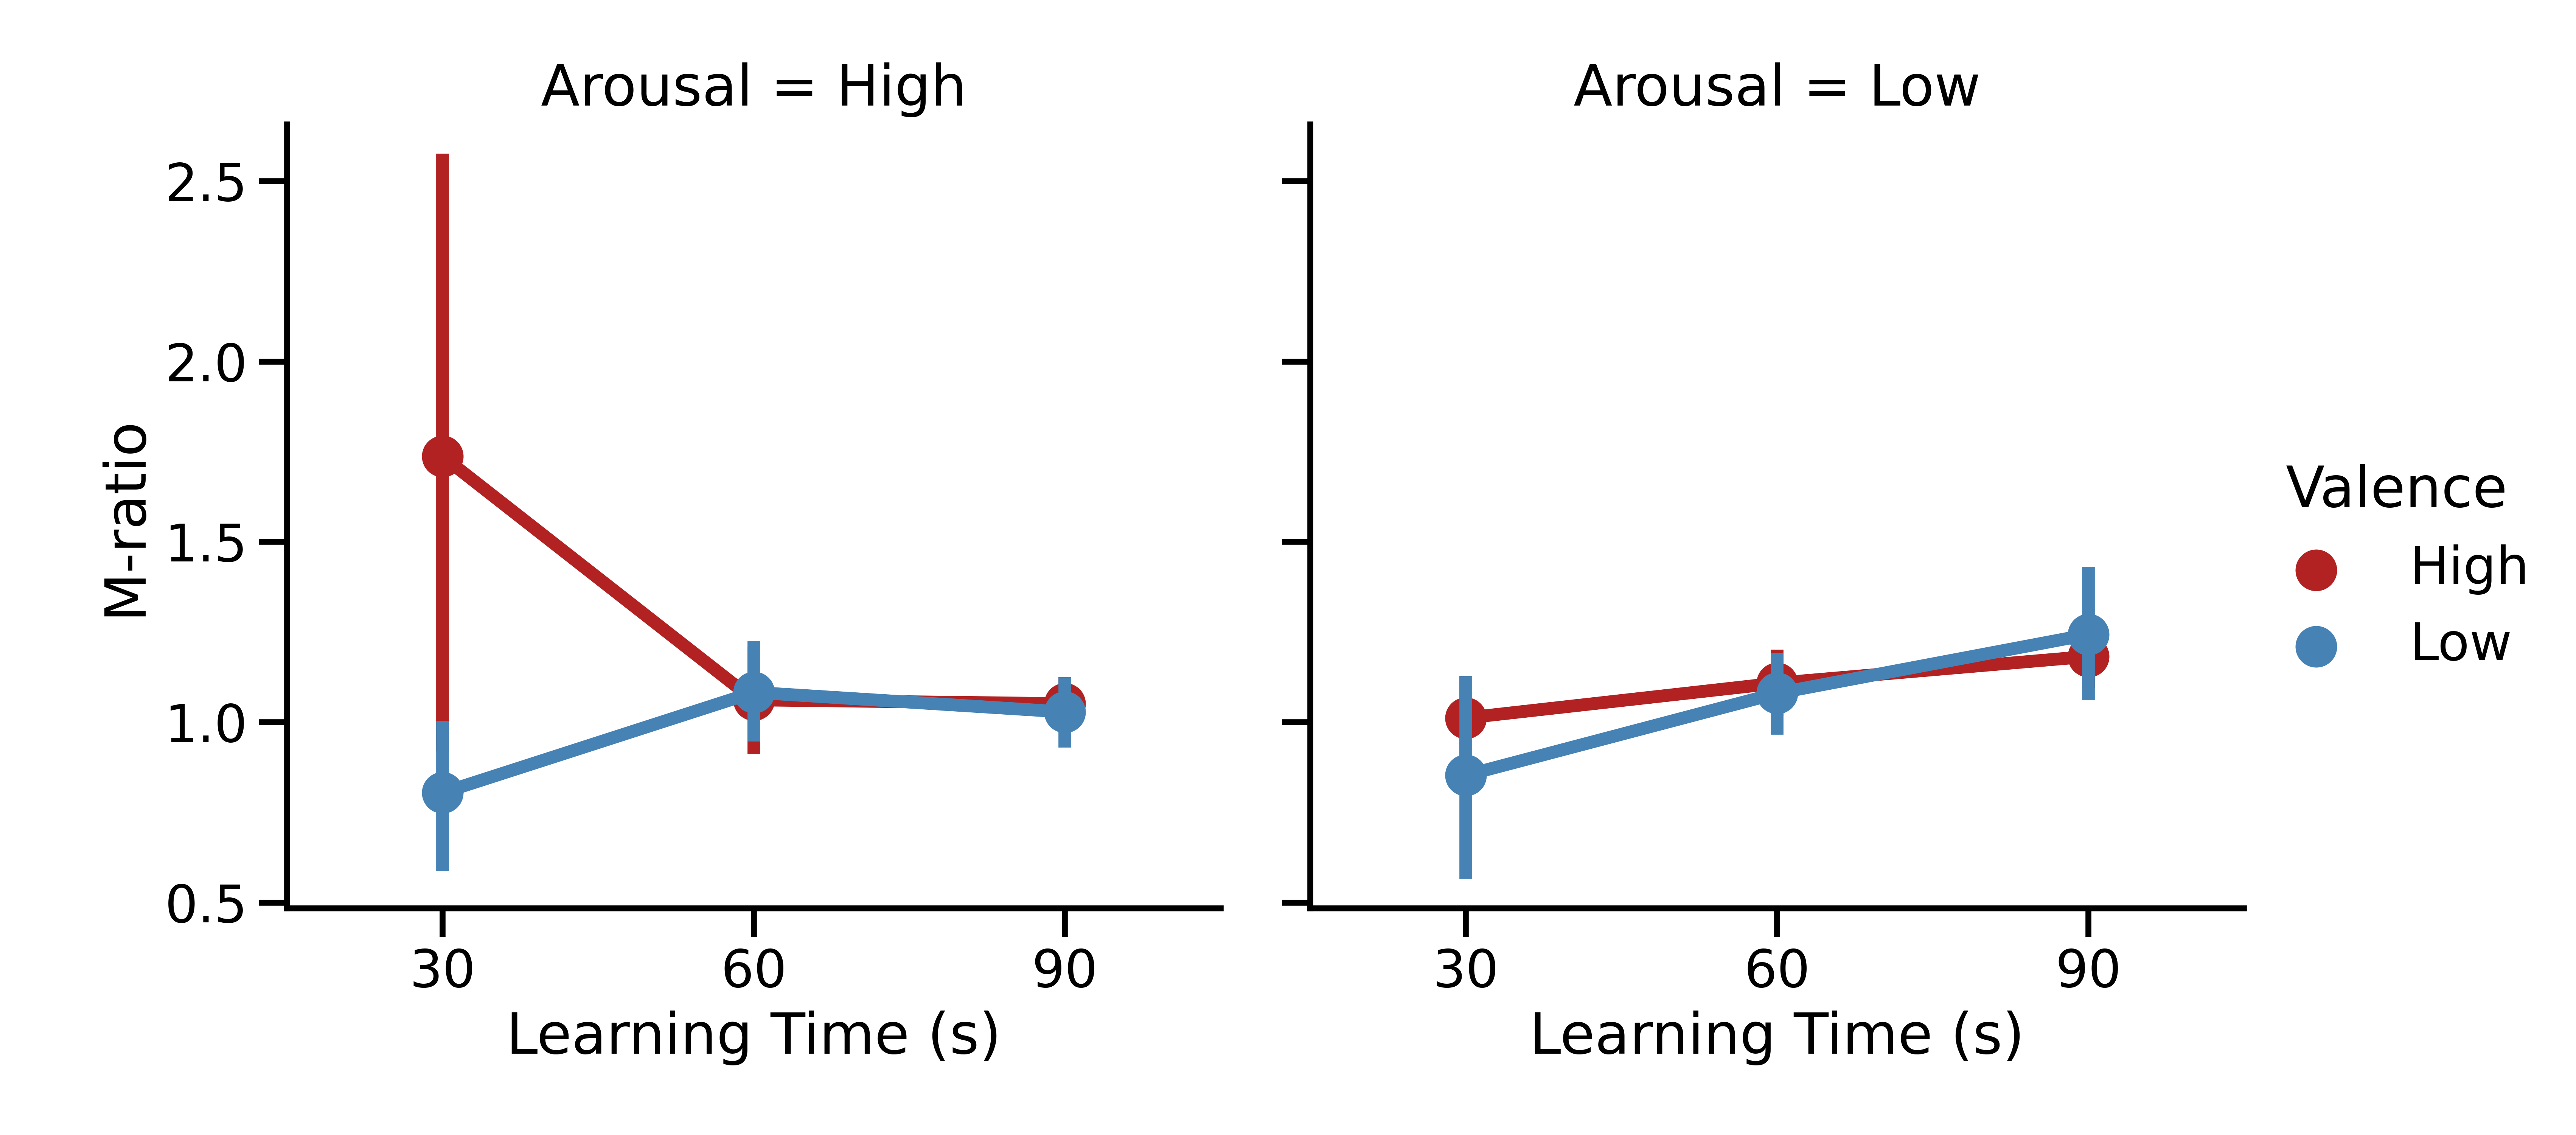 Arousal = High
Arousal = Low
2.5
2.0
1.5
1.0
0.5
M-ratio
30 60 90
30 60 90
Learning Time (s)
Learning Time (s)
Valence
High
Low